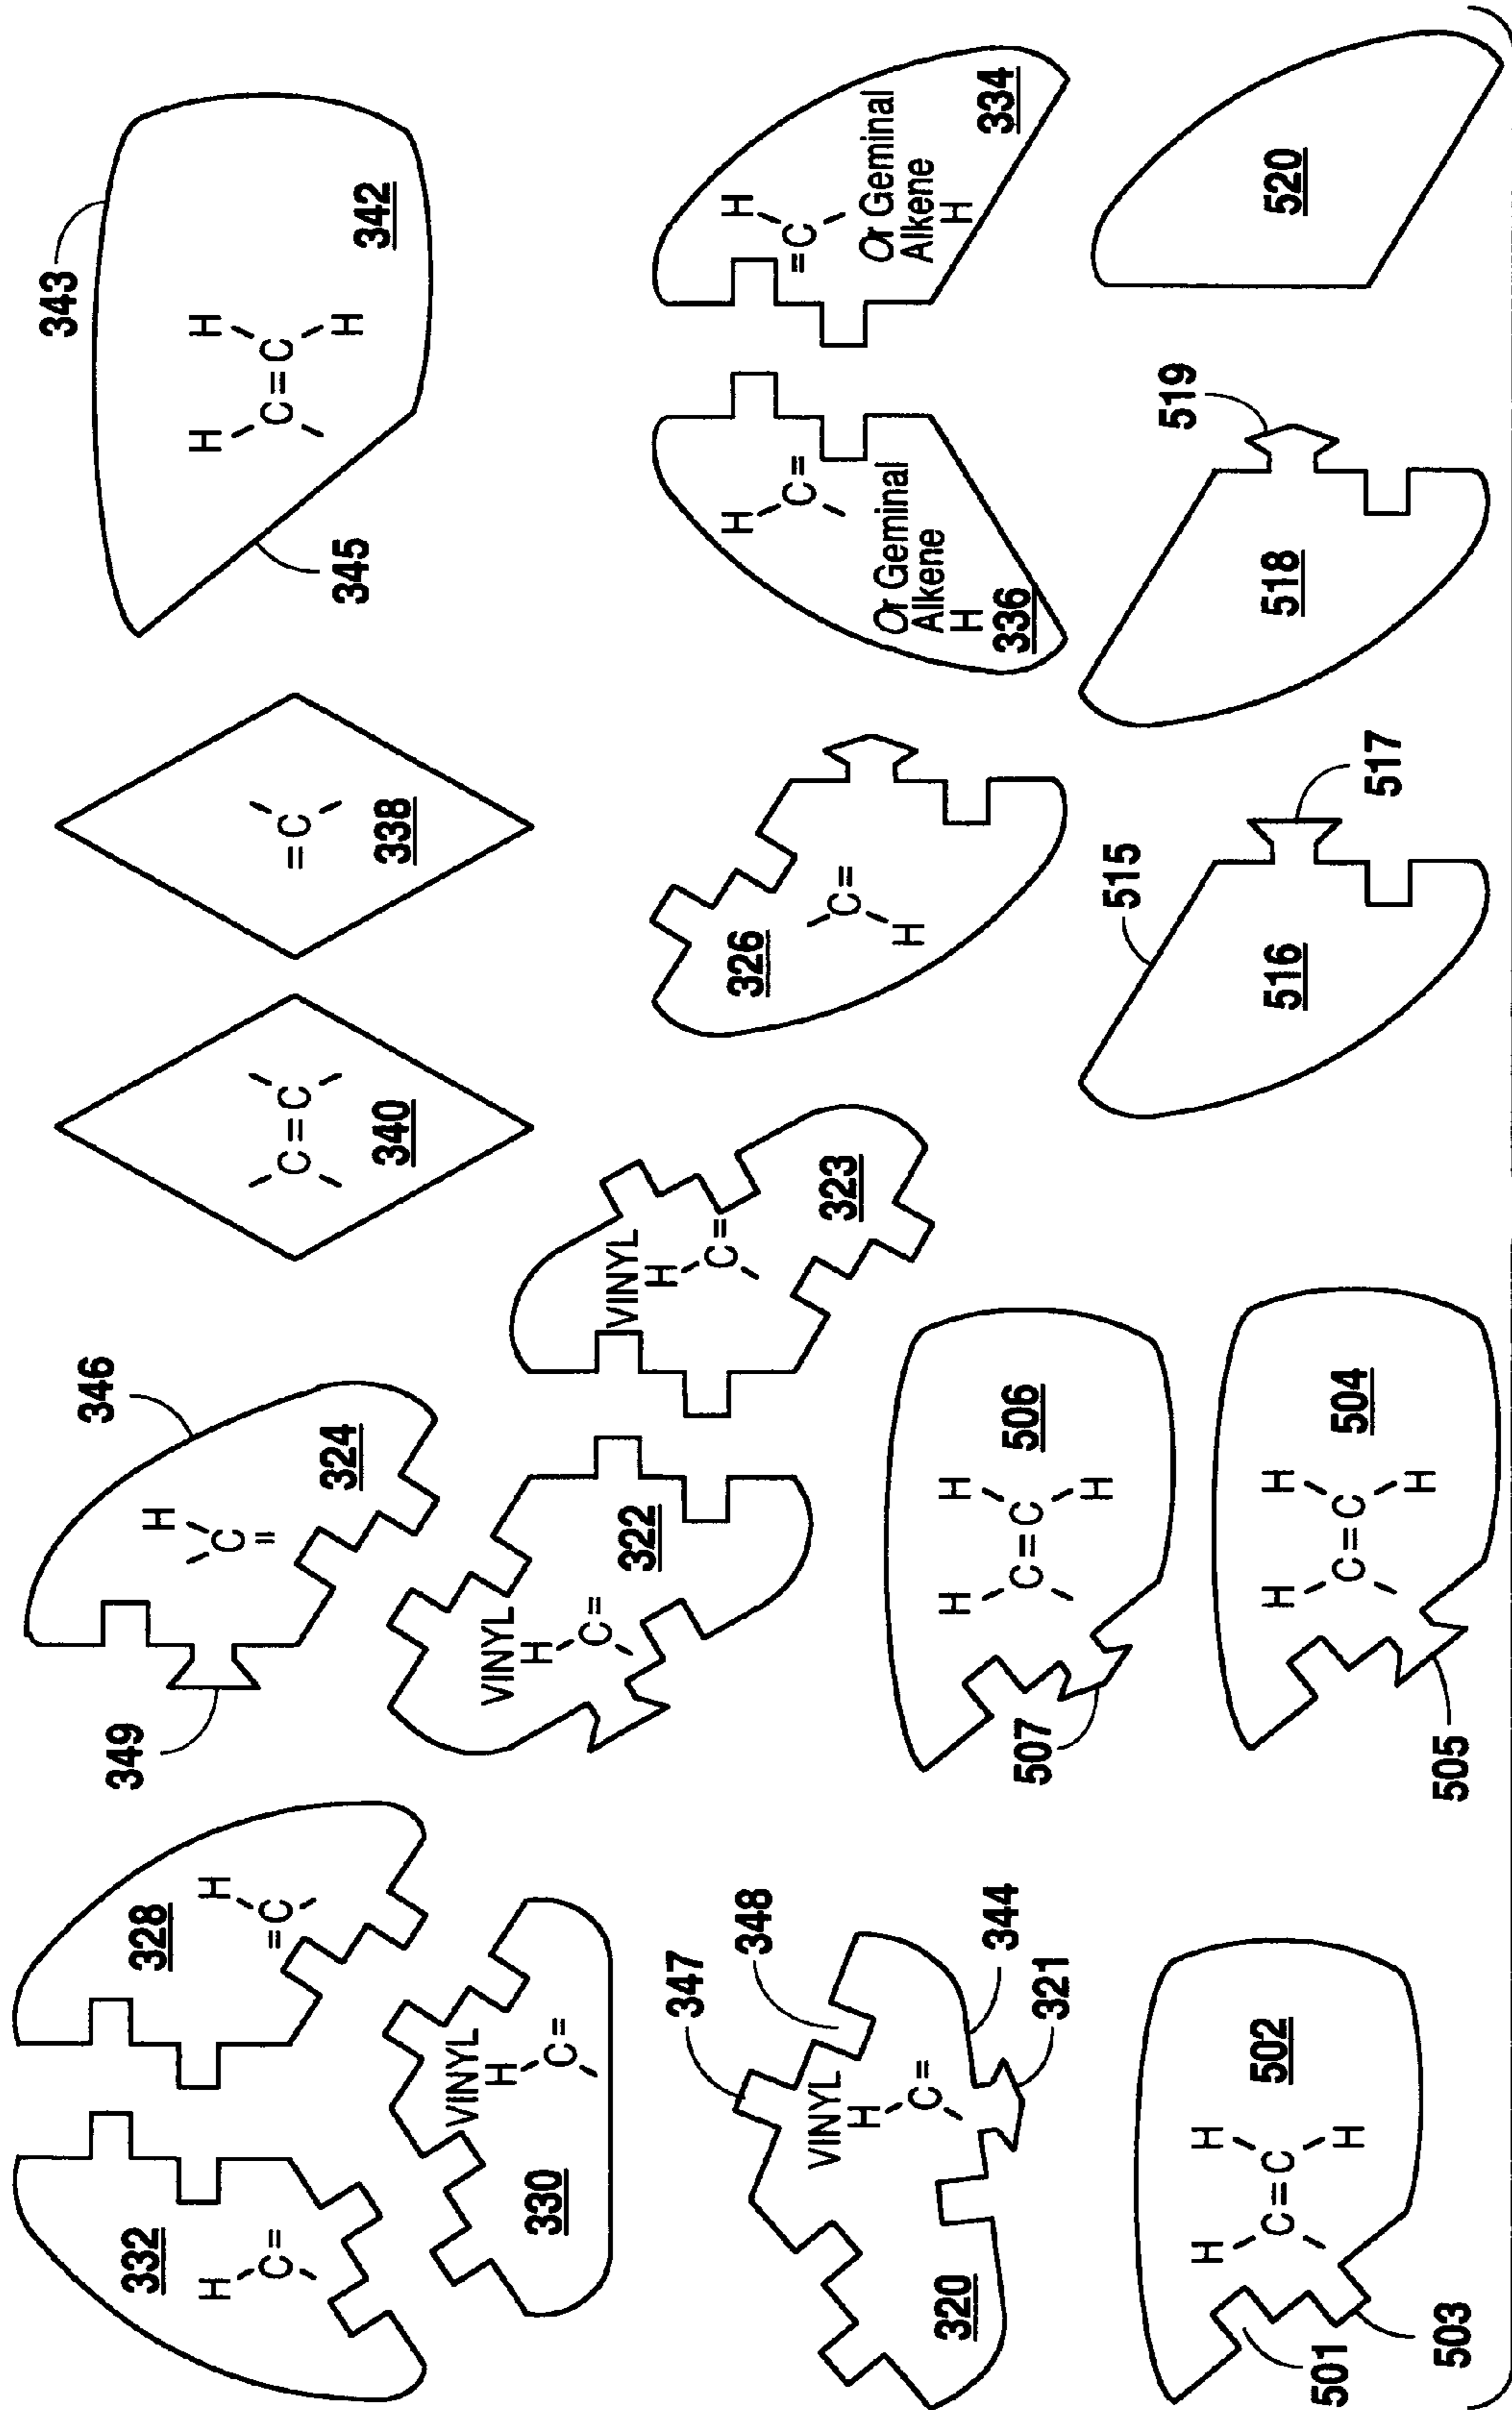 343
H H
C=C
H
342
345
=C
338
C=C
340
346
349
H
C
=
324
H
=C
328
332
H
C=
H
=C
Or Geminal
Alkene
H
334
H
C=
Or Geminal
Alkene
H
336
326
C=
H
VINYL
H
C=
323
VINYL
H
C=
322
VINYL
H
C=
330
520
519
518
515
516
517
506
H H
C=C
H
507
504
H H
C=C
H
505
347
348
VINYL
H
C=
344
321
320
502
H H
C=C
H
501
503